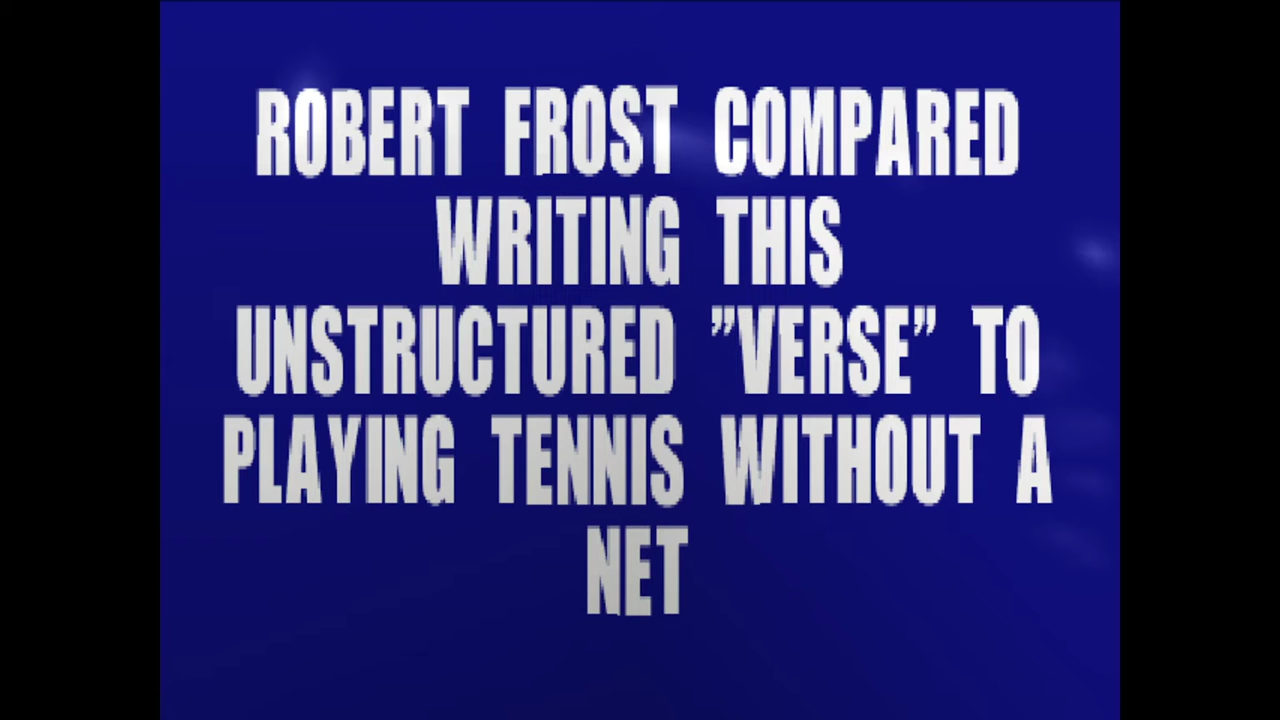 ROBERT FROST COMPARED
WRITING THIS
UNSTRUCTURED ”VERSE” TO
PLAYING TENNIS WITHOUT A
NET